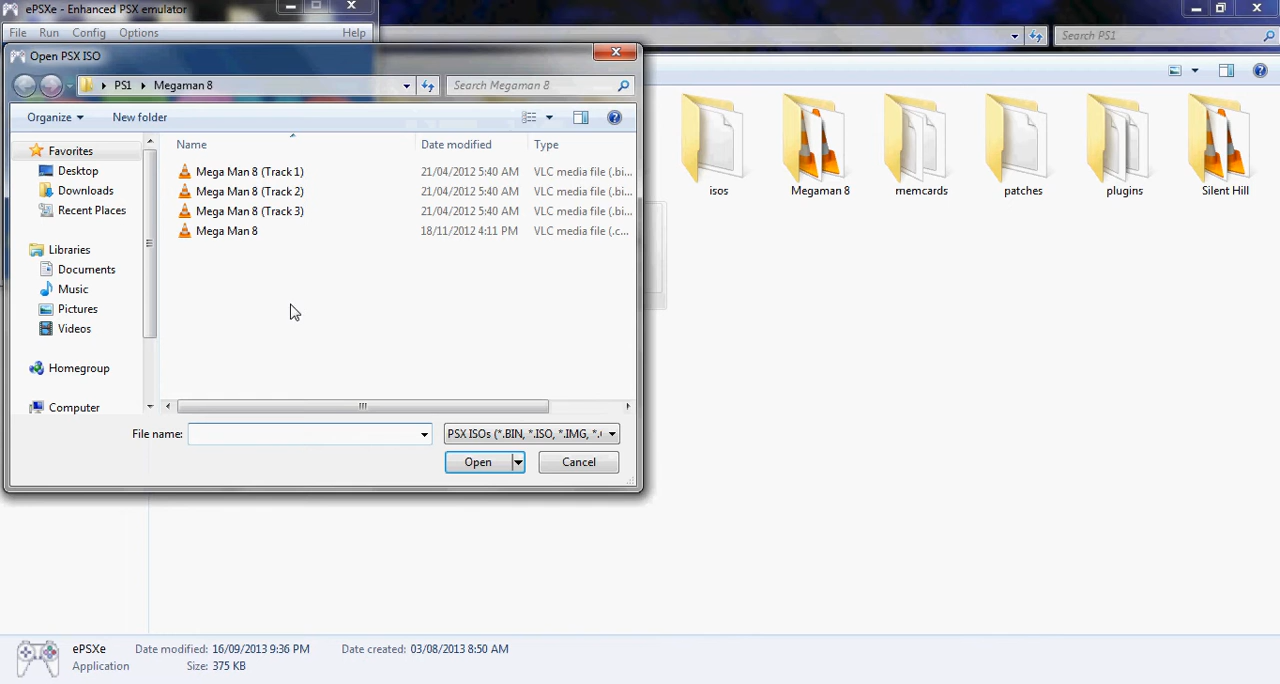 ePSXe - Enhanced PSX emulator
File Run Config Options Help
Search PS1
Open PSX ISO
PS1 Megaman 8
Search Megaman 8
Organize New folder
Name Date modified Type
Favorites
Desktop
Downloads
Recent Places
Libraries
Documents
Music
Pictures
Videos
Homegroup
Computer
Mega Man 8 (Track 1) 21/04/2012 5:40 AM VLC media file (.bi...
Mega Man 8 (Track 2) 21/04/2012 5:40 AM VLC media file (.bi...
Mega Man 8 (Track 3) 21/04/2012 5:40 AM VLC media file (.bi...
Mega Man 8 18/11/2012 4:11 PM VLC media file (.c...
File name: PSX ISOs (*.BIN, *.ISO, *.IMG, *.
Open Cancel
isos Megaman 8 memcards patches plugins Silent Hill
ePSXe Date modified: 16/09/2013 9:36 PM Date created: 03/08/2013 8:50 AM
Application Size: 375 KB